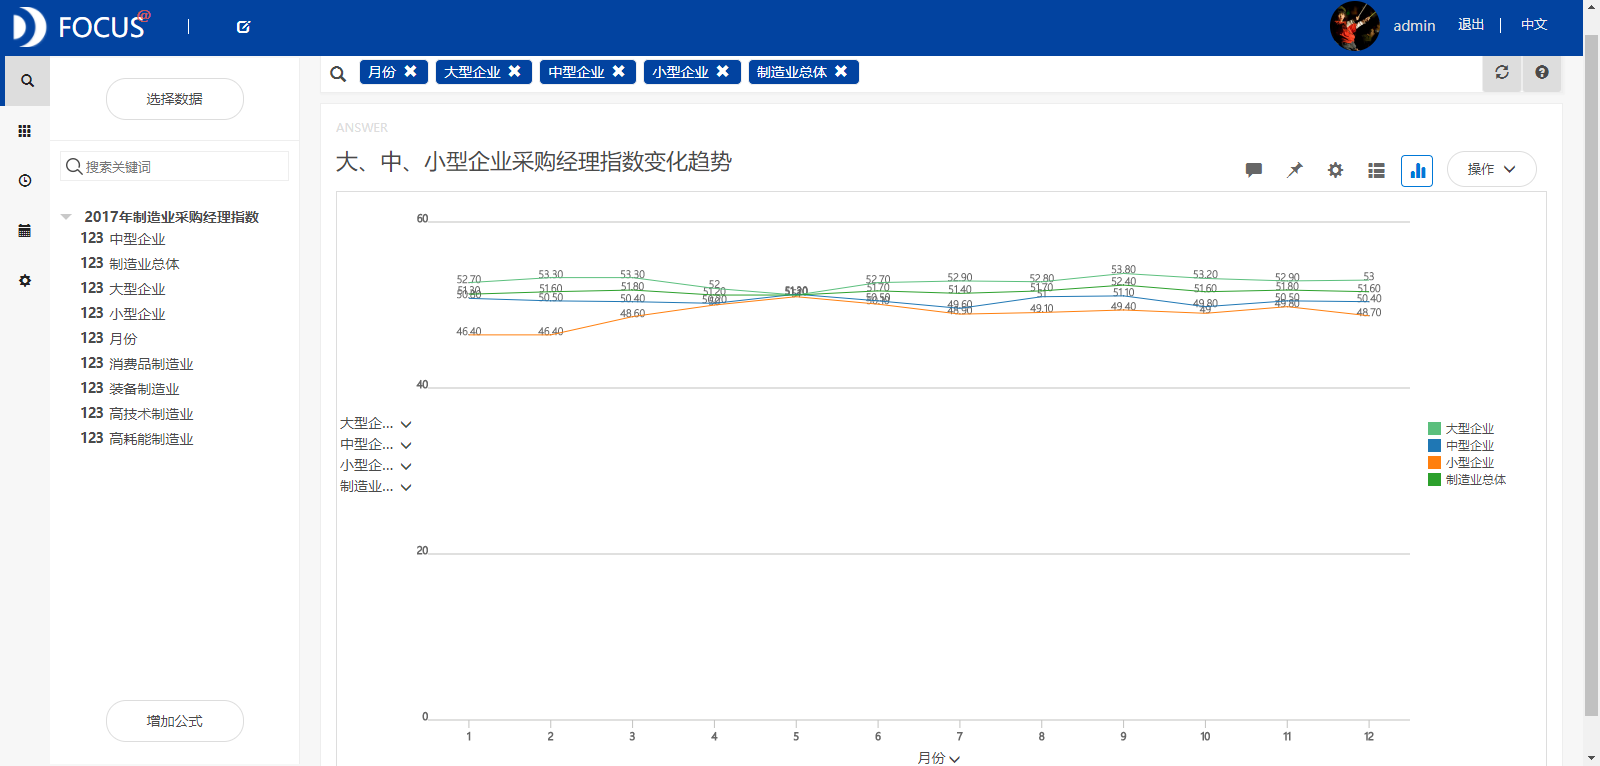 FOCUS@
admin
退出
中文
月份 ✖ 大型企业 ✖ 中型企业 ✖ 小型企业 ✖ 制造业总体 ✖
选择数据
搜索关键词
2017年制造业采购经理指数
123 中型企业
123 制造业总体
123 大型企业
123 小型企业
123 月份
123 消费品制造业
123 装备制造业
123 高技术制造业
123 高耗能制造业
增加公式
ANSWER
大、中、小型企业采购经理指数变化趋势
操作
60
40
20
0
52.70 53.30 53.30 52 52.70 52.90 52.80 53.80 53.20 52.90 53
51.30 51.60 51.80 51.20 51.20 51.70 51.40 51.70 52.40 51.60 51.80 51.60
50.50 50.40 50.50 49.60 51 51.10 49.80 50.50 50.40
46.40 46.40 48.60 50.10 48.90 49.10 49.40 49 49.80 48.70
大型企...
中型企...
小型企...
制造业...
大型企业
中型企业
小型企业
制造业总体
1 2 3 4 5 6 7 8 9 10 11 12
月份